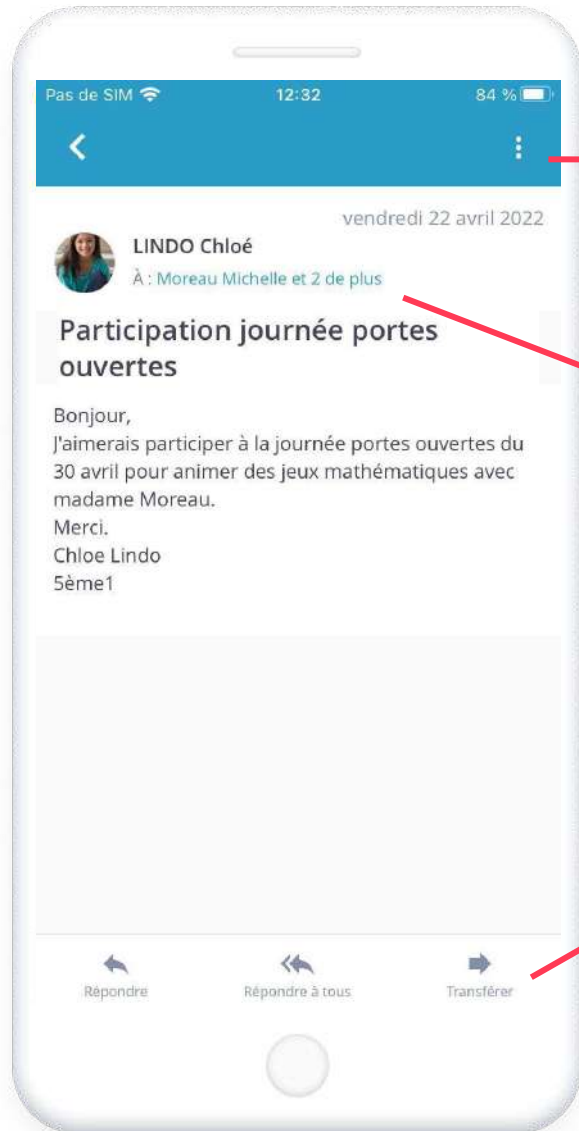 Pas de SIM 12:32 84 %
vendredi 22 avril 2022
LINDO Chloé
À : Moreau Michelle et 2 de plus
Participation journée portes
ouvertes
Bonjour,
J'aimerais participer à la journée portes ouvertes du
30 avril pour animer des jeux mathématiques avec
madame Moreau.
Merci.
Chloe Lindo
5ème1
Répondre Répondre à tous Transférer